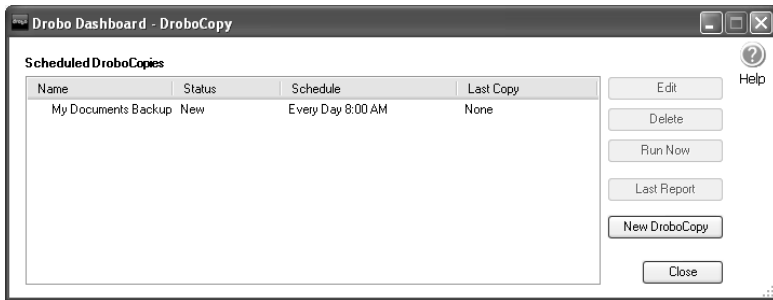 Drobo Dashboard - DroboCopy
Scheduled DroboCopies
Help
Name Status Schedule Last Copy
My Documents Backup New Every Day 8:00 AM None
Edit
Delete
Run Now
Last Report
New DroboCopy
Close